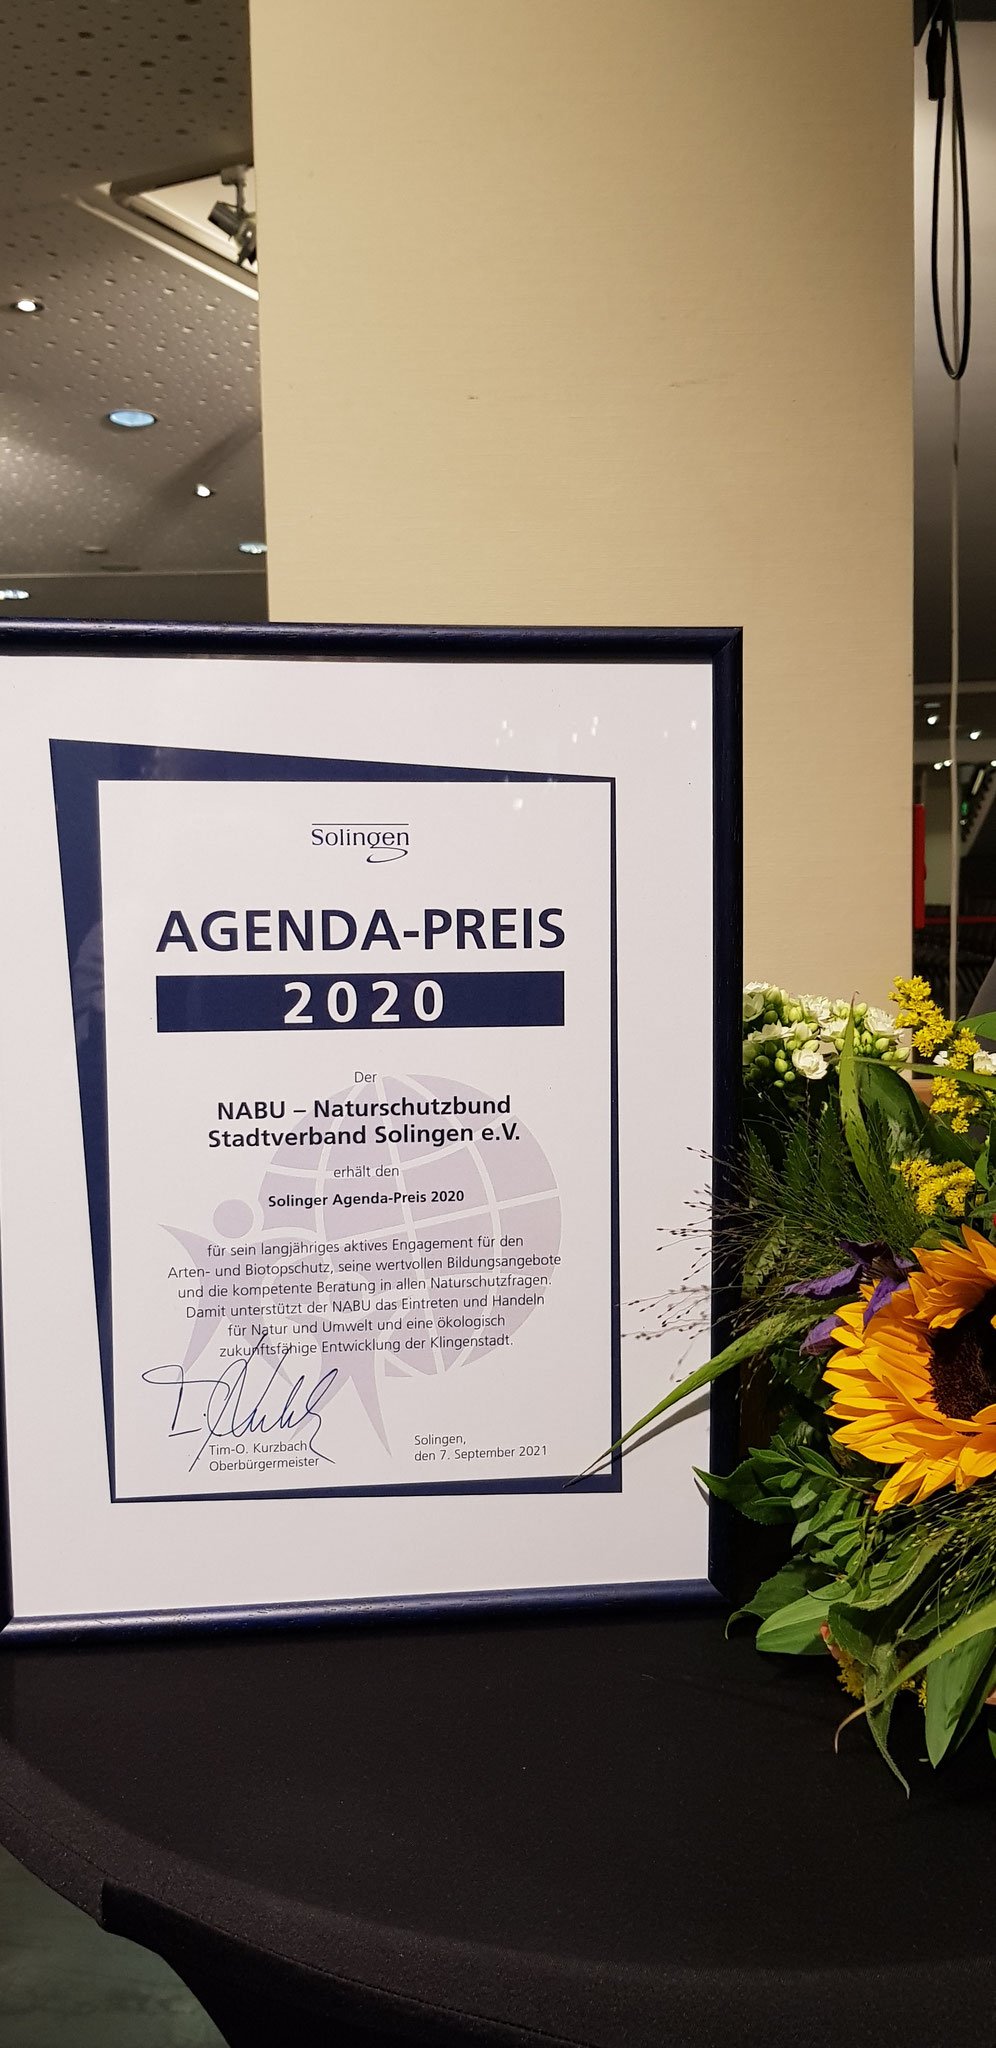 Solingen
AGENDA-PREIS
2020
Der
NABU – Naturschutzbund
Stadtverband Solingen e.V.
erhält den
Solinger Agenda-Preis 2020
für sein langjähriges aktives Engagement für den
Arten- und Biotopschutz, seine wertvollen Bildungsangebote
und die kompetente Beratung in allen Naturschutzfragen.
Damit unterstützt der NABU das Eintreten und Handeln
für Natur und Umwelt und eine ökologisch
zukunftsfähige Entwicklung der Klingenstadt.
Tim-O. Kurzbach
Oberbürgermeister
Solingen,
den 7. September 2021